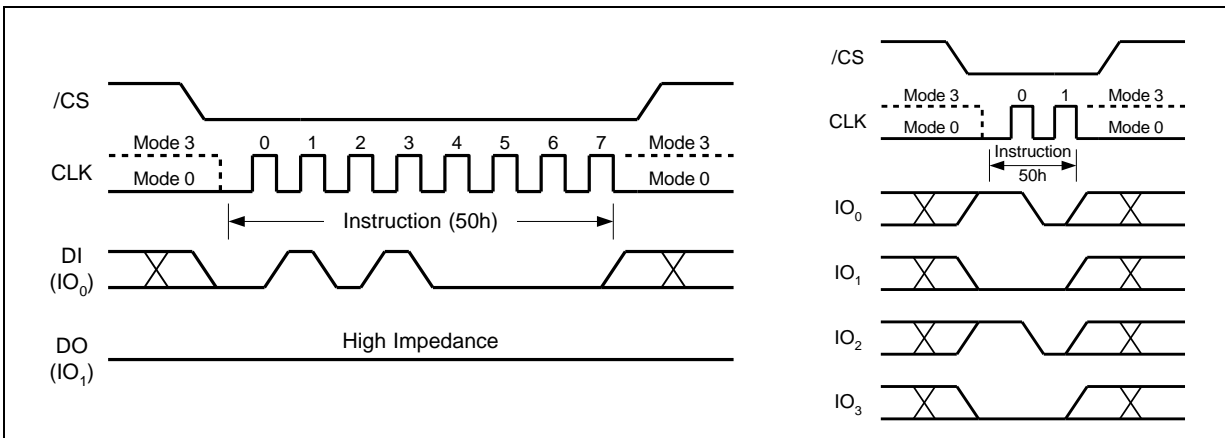 /CS
Mode 3 0 1 2 3 4 5 6 7 Mode 3
CLK
Mode 0 Mode 0
Instruction (50h)
DI
(IO0)
High Impedance
DO
(IO1)
/CS
Mode 3 0 1 Mode 3
CLK
Mode 0 Mode 0
Instruction
50h
IO0
IO1
IO2
IO3